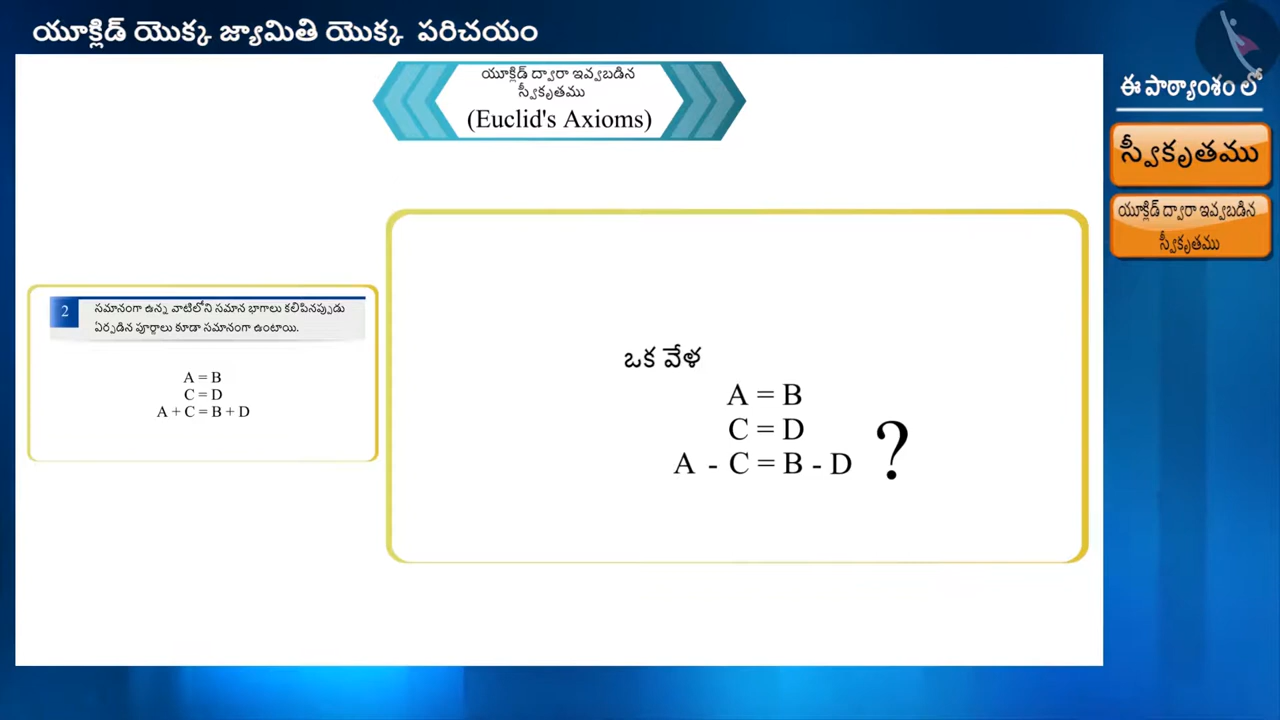 యూక్లిడ్ యొక్క జ్యామితి యొక్క పరిచయం
యూక్లిడ్ ద్వారా ఇవ్వబడిన
స్వీకృతము
(Euclid's Axioms)
ఈ పాఠ్యాంశం లో
స్వీకృతము
యూక్లిడ్ ద్వారా ఇవ్వబడిన
స్వీకృతము
2
సమానంగా ఉన్న వాటిలోని సమాన భాగాలు కలిపినప్పుడు
ఏర్పడిన పూర్ణాలు కూడా సమానంగా ఉంటాయి.
A = B
C = D
A + C = B + D
ఒక వేళ
A = B
C = D
A - C = B - D ?